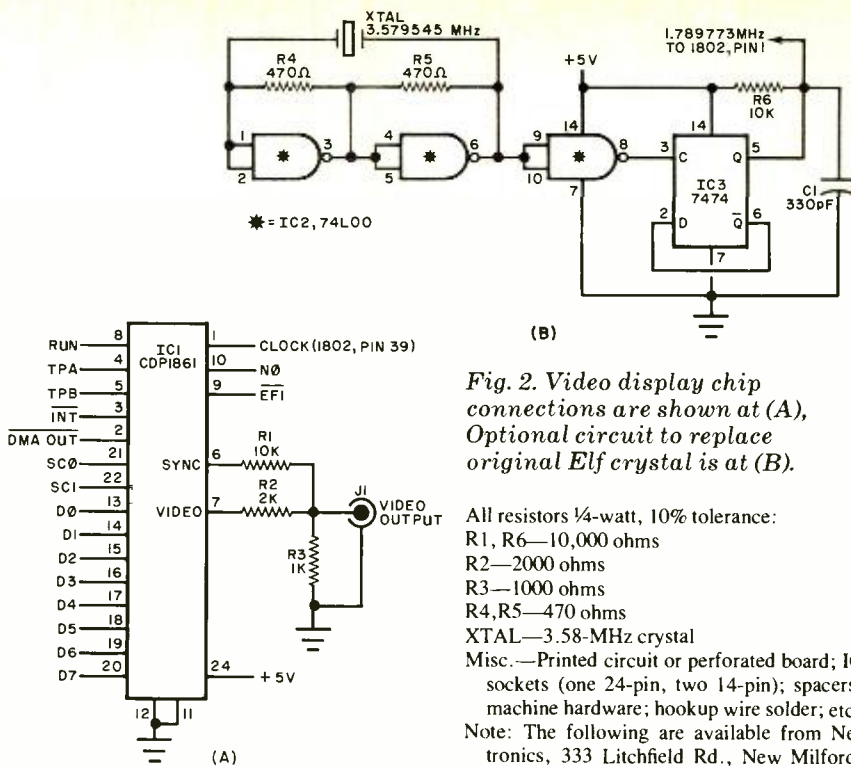 XTAL
3.579545 MHz
R4
470Ω
R5
470Ω
1.789773MHz
TO 1802, PIN 1
+5V
R6
10K
1
2
3
4
5
6
9
10
14
8
7
14
3
C
Q
5
IC3
7474
2
D
Q̅
6
7
C1
330pF
✷=IC2, 74L00
(B)
IC1
CDP1861
RUN
8
TPA
4
TPB
5
I̅N̅T̅
3
D̅M̅A̅ ̅O̅U̅T̅
2
SC0
21
SC1
22
D0
13
D1
14
D2
15
D3
16
D4
17
D5
18
D6
19
D7
20
1
CLOCK (1802, PIN 39)
10
N0
9
E̅F̅1̅
SYNC
6
R1
10K
VIDEO
7
R2
2K
J1
VIDEO
OUTPUT
R3
1K
24
+5V
12
11
(A)
Fig. 2. Video display chip
connections are shown at (A),
Optional circuit to replace
original Elf crystal is at (B).
All resistors ¼-watt, 10% tolerance:
R1, R6—10,000 ohms
R2—2000 ohms
R3—1000 ohms
R4,R5—470 ohms
XTAL—3.58-MHz crystal
Misc.—Printed circuit or perforated board;
sockets (one 24-pin, two 14-pin); spacers
machine hardware; hookup wire solder; etc
Note: The following are available from Ne
tronics, 333 Litchfield Rd., New Milford